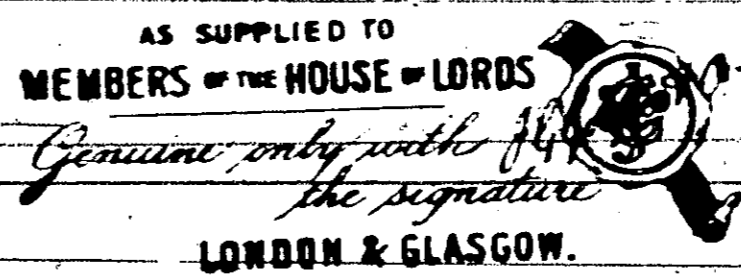 AS SUPPLIED TO
MEMBERS OF THE HOUSE OF LORDS
Genuine only with
the signature
LONDON & GLASGOW.